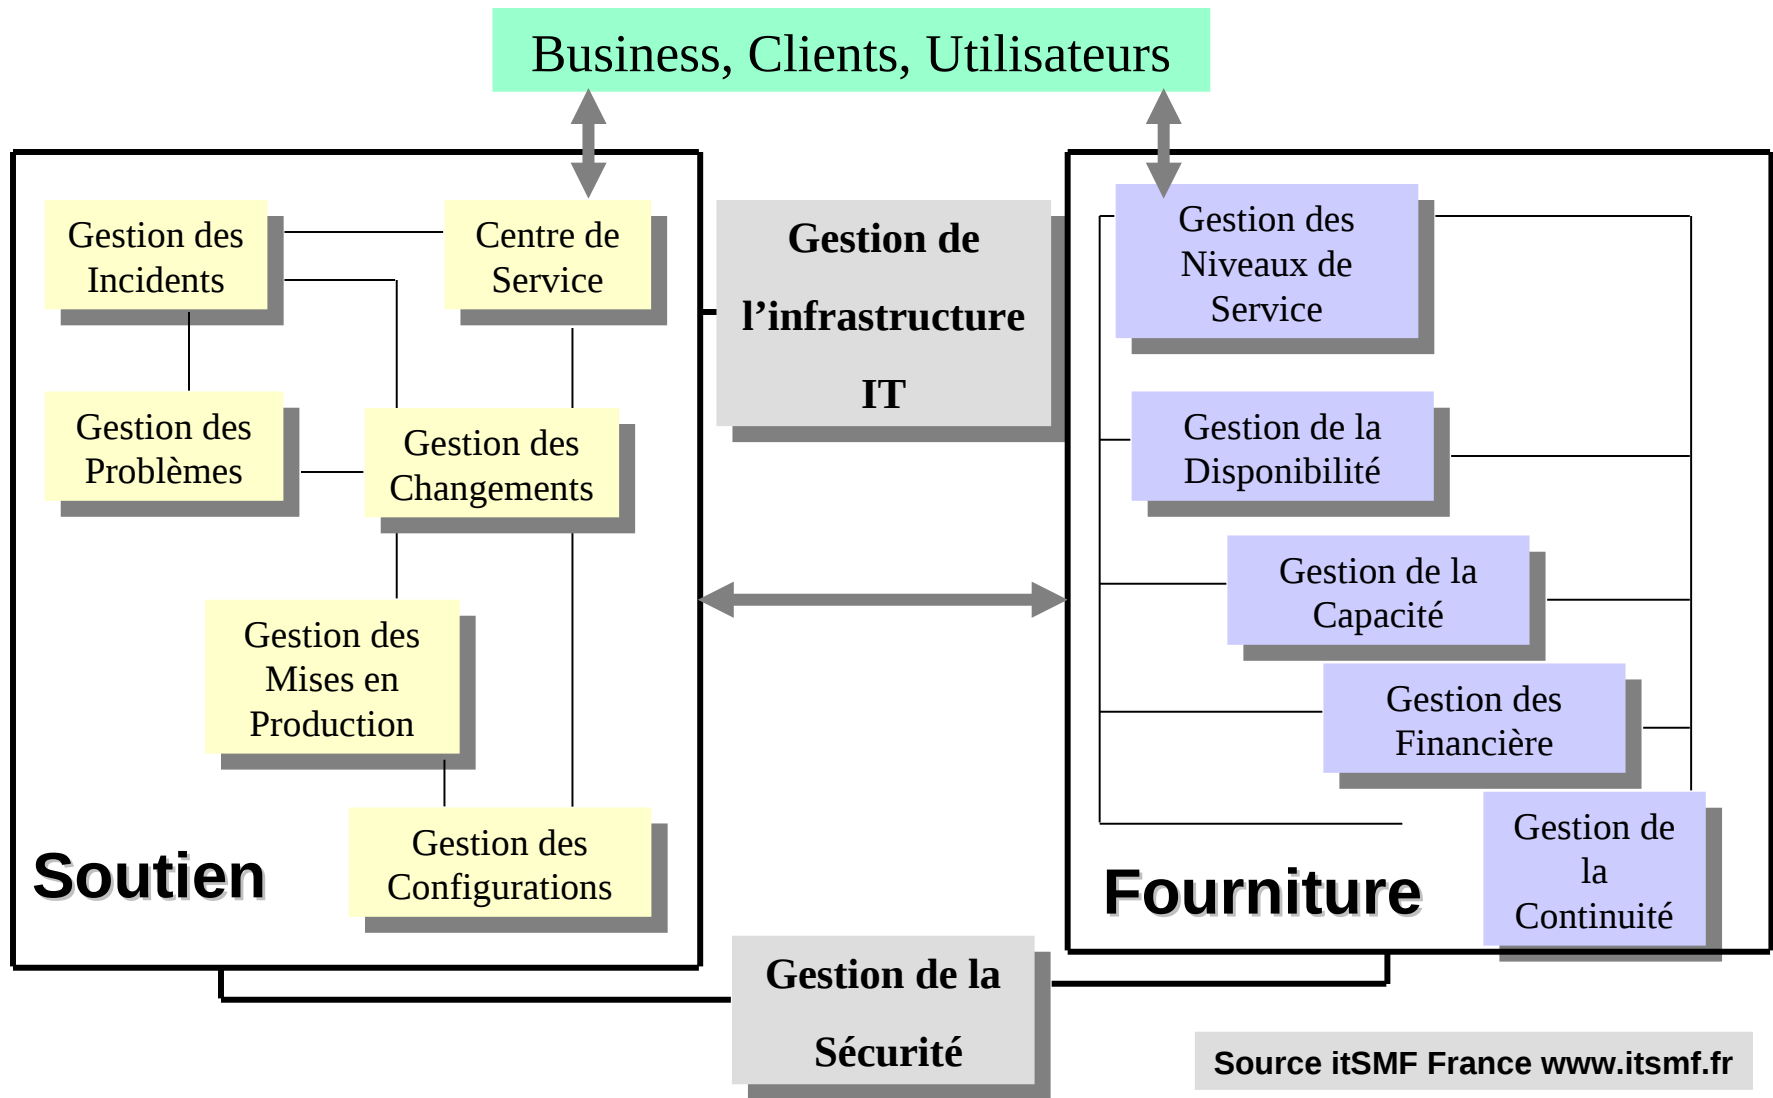 Business, Clients, Utilisateurs
Gestion des
Incidents
Centre de
Service
Gestion des
Problèmes
Gestion des
Changements
Gestion des
Mises en
Production
Gestion des
Configurations
Soutien
Gestion de
l’infrastructure
IT
Gestion des
Niveaux de
Service
Gestion de la
Disponibilité
Gestion de la
Capacité
Gestion des
Financière
Gestion de
la
Continuité
Fourniture
Gestion de la
Sécurité
Source itSMF France www.itsmf.fr